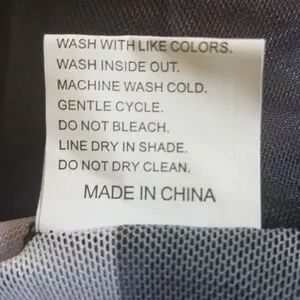 WASH WITH LIKE COLORS.
WASH INSIDE OUT.
MACHINE WASH COLD.
GENTLE CYCLE.
DO NOT BLEACH.
LINE DRY IN SHADE.
DO NOT DRY CLEAN.
MADE IN CHINA